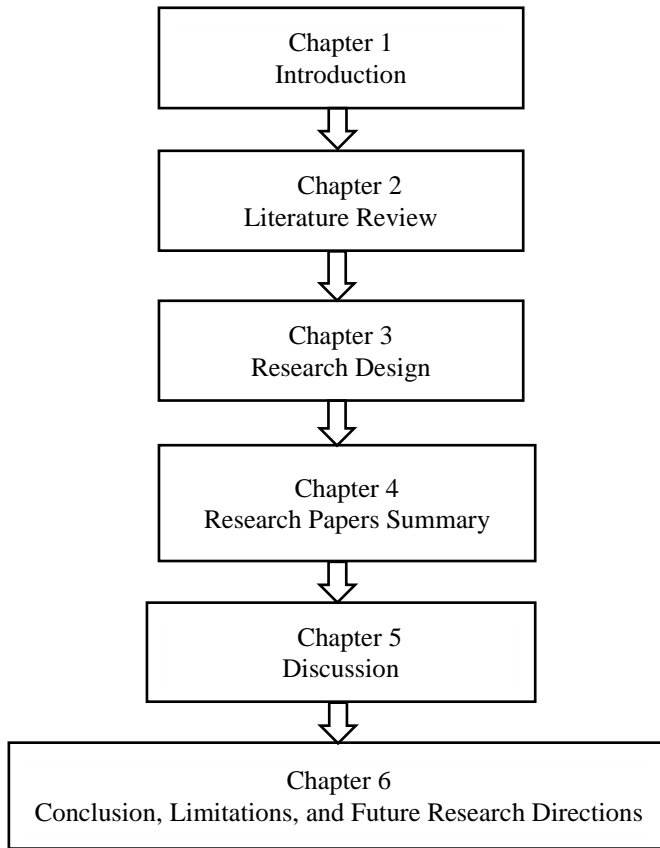 Chapter 1
Introduction
Chapter 2
Literature Review
Chapter 3
Research Design
Chapter 4
Research Papers Summary
Chapter 5
Discussion
Chapter 6
Conclusion, Limitations, and Future Research Directions